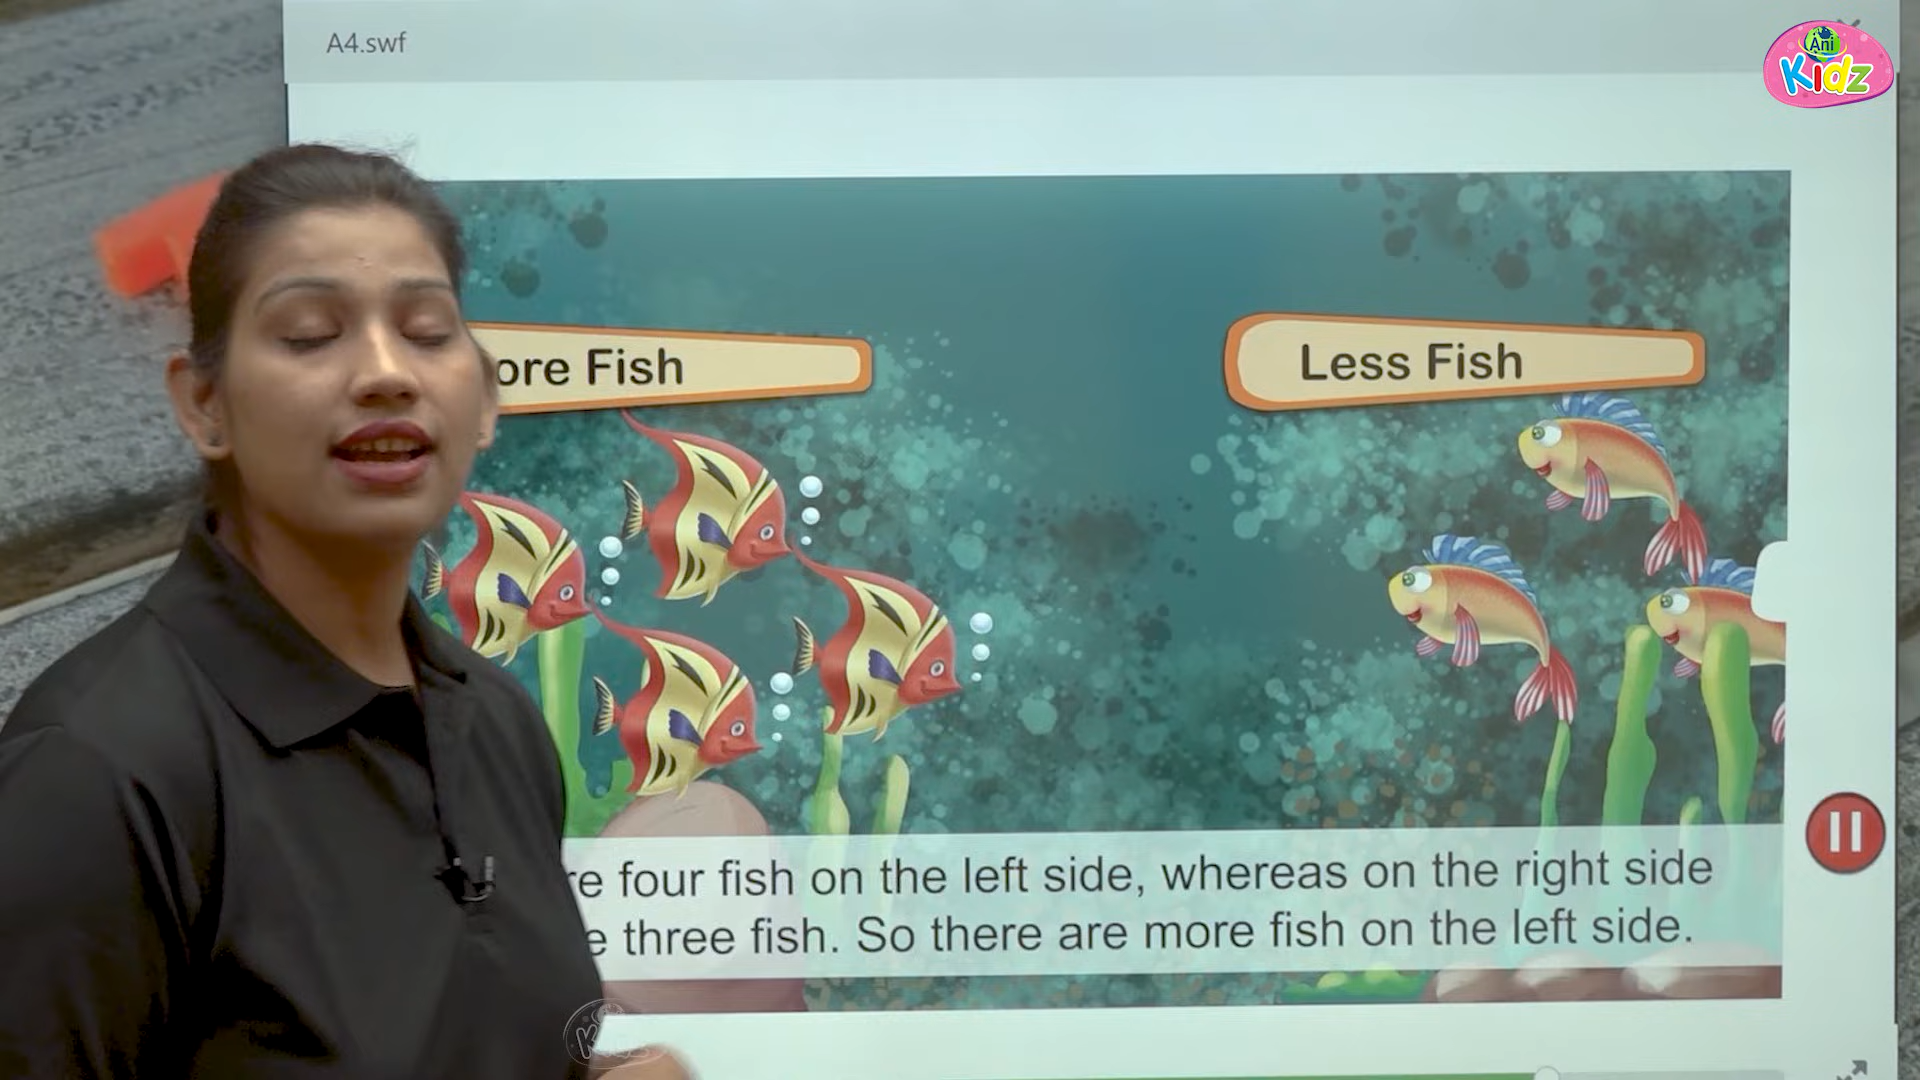 A4.swf
Ani
Kidz
ore Fish
Less Fish
re four fish on the left side, whereas on the right side
e three fish. So there are more fish on the left side.